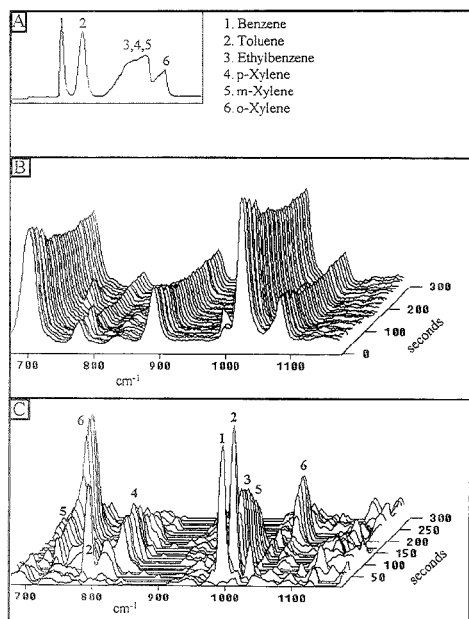 A
1
2
3,4,5
6
1. Benzene
2. Toluene
3. Ethylbenzene
4. p-Xylene
5. m-Xylene
6. o-Xylene
B
700 800 900 1000 1100
cm-1
0
100
200
300
seconds
C
6
5
2
4
1
2
3
5
6
700 800 900 1000 1100
cm-1
50
100
150
200
250
300
seconds